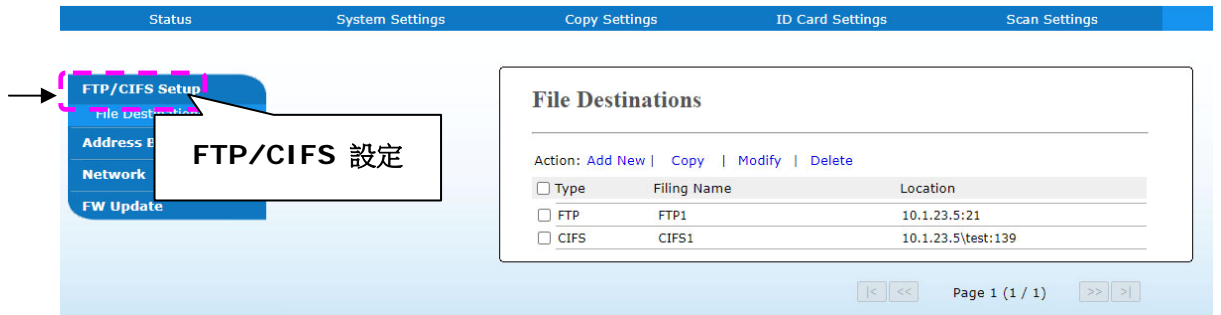 Status System Settings Copy Settings ID Card Settings Scan Settings
FTP/CIFS Setup
File Destination
Address
Network
FW Update
FTP/CIFS 設定
File Destinations
Action: Add New | Copy | Modify | Delete
Type Filing Name Location
FTP FTP1 10.1.23.5:21
CIFS CIFS1 10.1.23.5\test:139
|< << Page 1 (1 / 1) >> >|